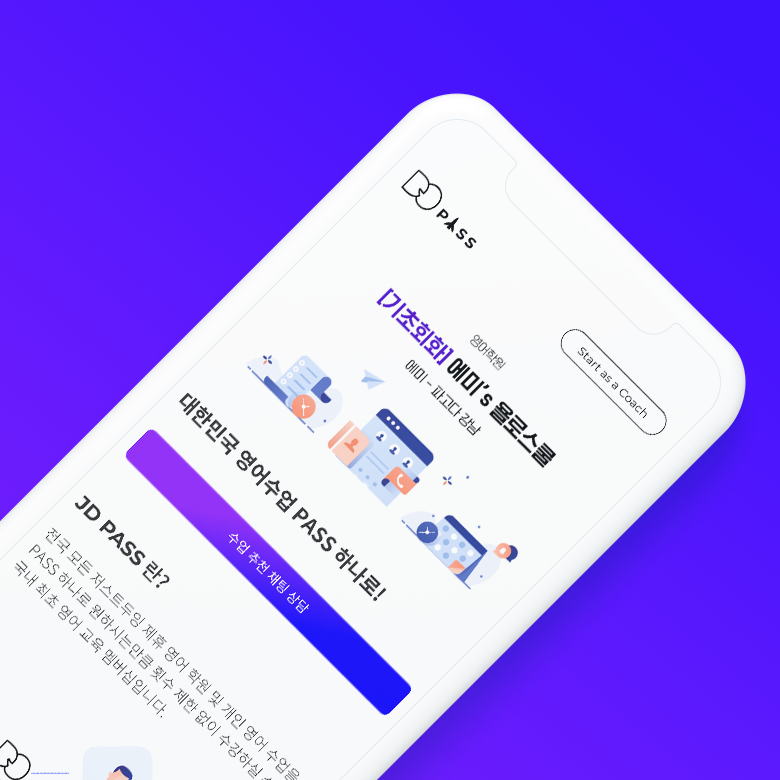 PASS
Start as a Coach
영어학원
[기초회화] 에미's 욜로스쿨
에미 - 파고다 강남
대한민국 영어수업 PASS 하나로!
수업 추천 채팅 상담
JD PASS 란?
전국 모든 저스트두잉 제휴 영어 학원 및 개인 영어 수업을
PASS 하나로 원하시는만큼 횟수 제한 없이 수강하실 수
국내 최초 영어 교육 멤버십입니다.